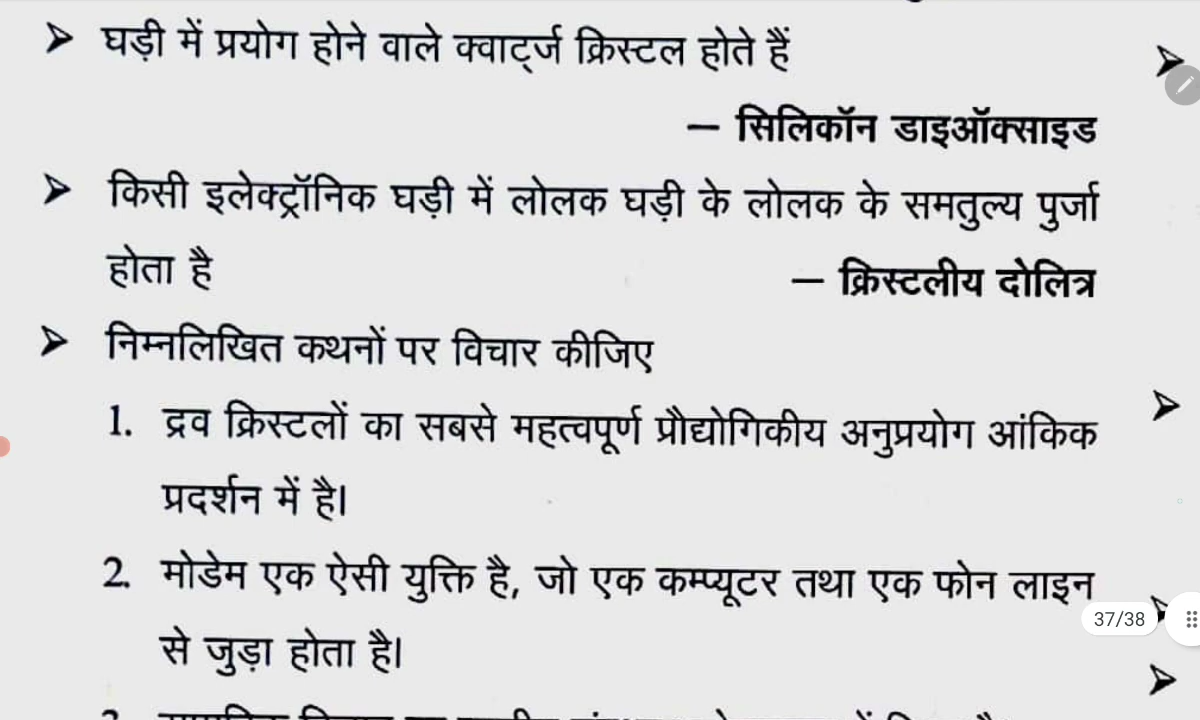 ➤ घड़ी में प्रयोग होने वाले क्वार्ट्ज क्रिस्टल होते हैं
— सिलिकॉन डाइऑक्साइड
➤ किसी इलेक्ट्रॉनिक घड़ी में लोलक घड़ी के लोलक के समतुल्य पुर्जा
होता है — क्रिस्टलीय दोलित्र
➤ निम्नलिखित कथनों पर विचार कीजिए
1. द्रव क्रिस्टलों का सबसे महत्वपूर्ण प्रौद्योगिकीय अनुप्रयोग आंकिक
प्रदर्शन में है।
2. मोडेम एक ऐसी युक्ति है, जो एक कम्प्यूटर तथा एक फोन लाइन
37/38
से जुड़ा होता है।